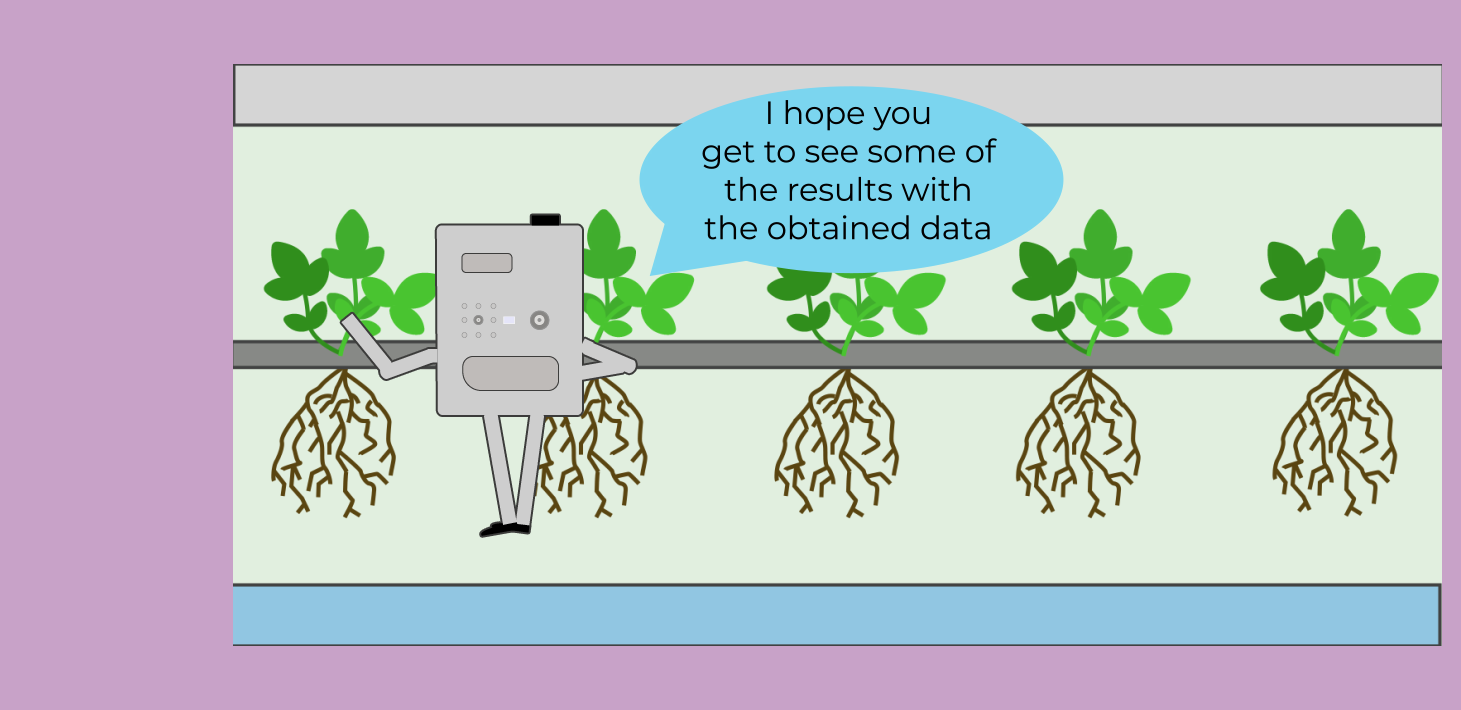 I hope you
get to see some of
the results with
the obtained data